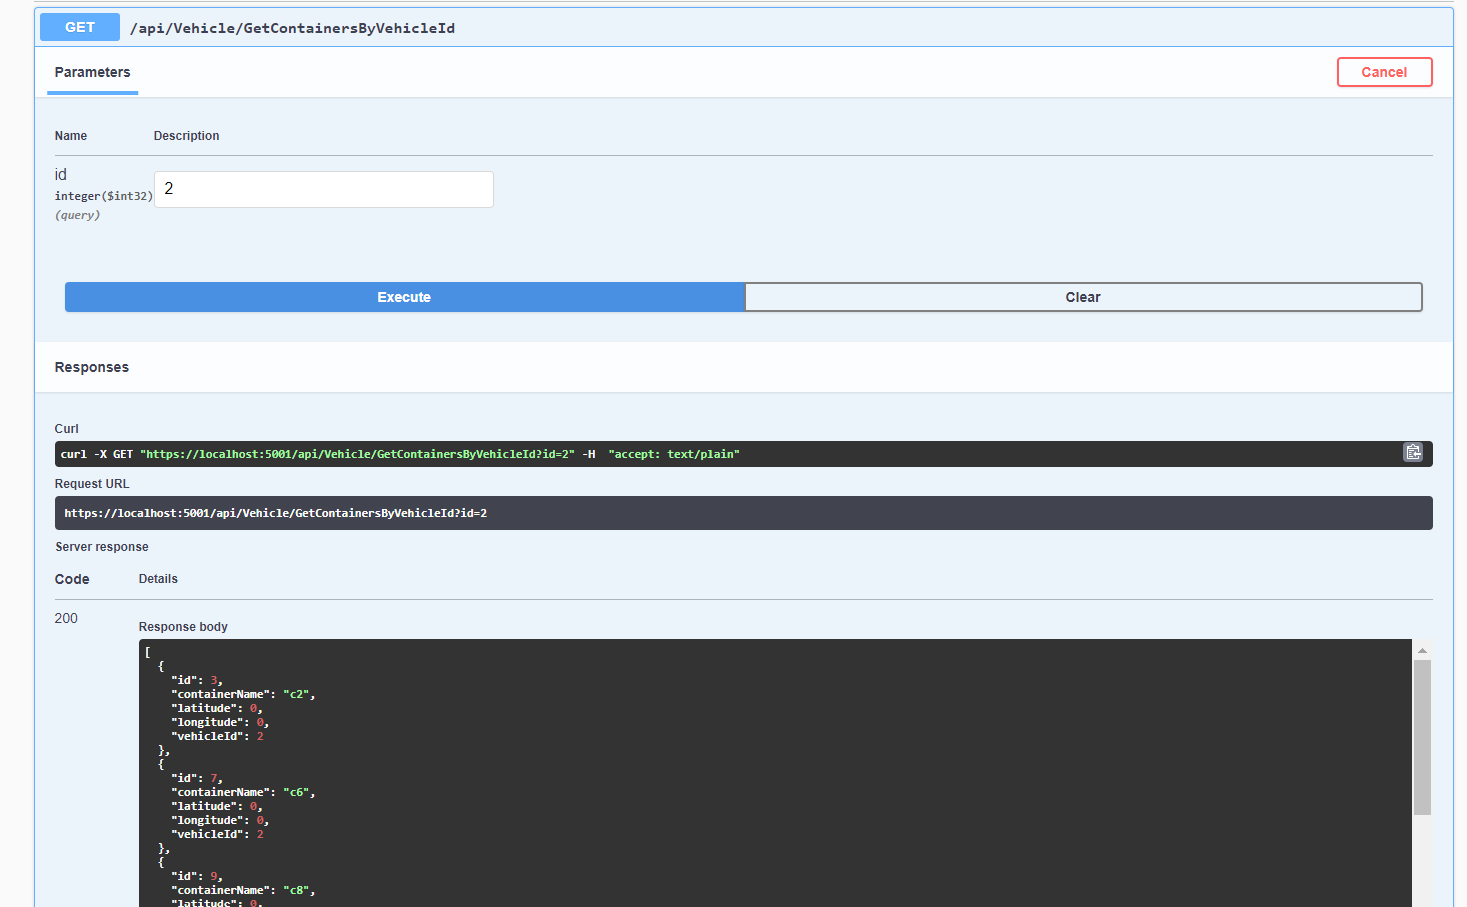 GET /api/Vehicle/GetContainersByVehicleId
Parameters Cancel
Name Description
id
integer($int32) 2
(query)
Execute Clear
Responses
Curl
curl -X GET "https://localhost:5001/api/Vehicle/GetContainersByVehicleId?id=2" -H  "accept: text/plain"
Request URL
https://localhost:5001/api/Vehicle/GetContainersByVehicleId?id=2
Server response
Code Details
200
Response body
[
  {
    "id": 3,
    "containerName": "c2",
    "latitude": 0,
    "longitude": 0,
    "vehicleId": 2
  },
  {
    "id": 7,
    "containerName": "c6",
    "latitude": 0,
    "longitude": 0,
    "vehicleId": 2
  },
  {
    "id": 9,
    "containerName": "c8",
    "latitude": 0,